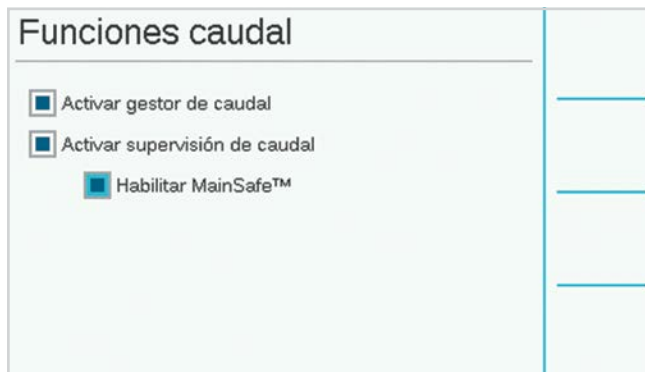 Funciones caudal
Activar gestor de caudal
Activar supervisión de caudal
Habilitar MainSafe™